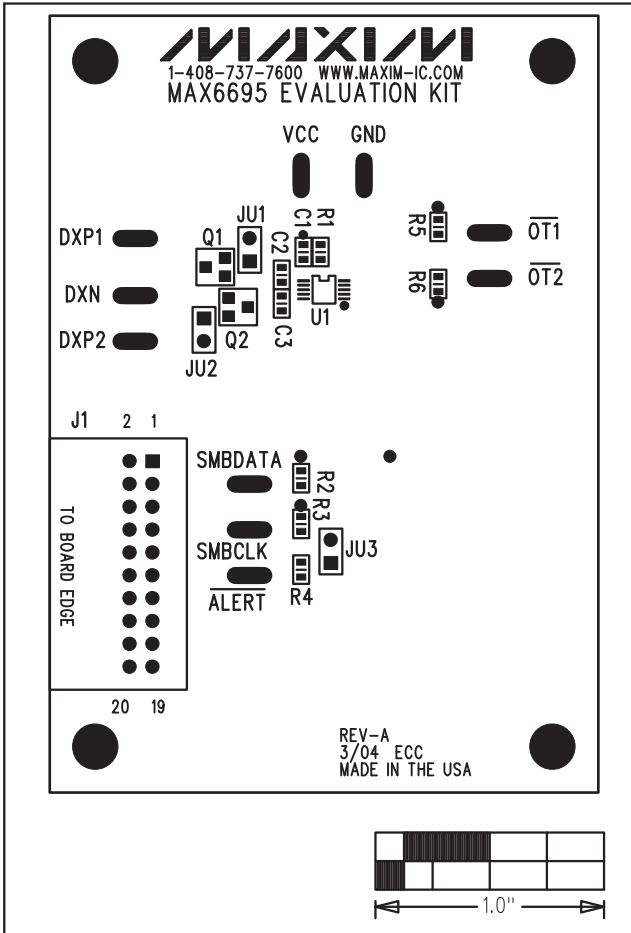 MAXIM
1-408-737-7600 WWW.MAXIM-IC.COM
MAX6695 EVALUATION KIT
VCC GND
DXP1
Q1
JU1
C1
R1
R5
OT1
C2
DXN
R6
OT2
U1
DXP2
Q2
C3
JU2
J1 2 1
SMBDATA
R2
R3
TO BOARD EDGE
SMBCLK
JU3
ALERT
R4
20 19
REV-A
3/04 ECC
MADE IN THE USA
1.0"